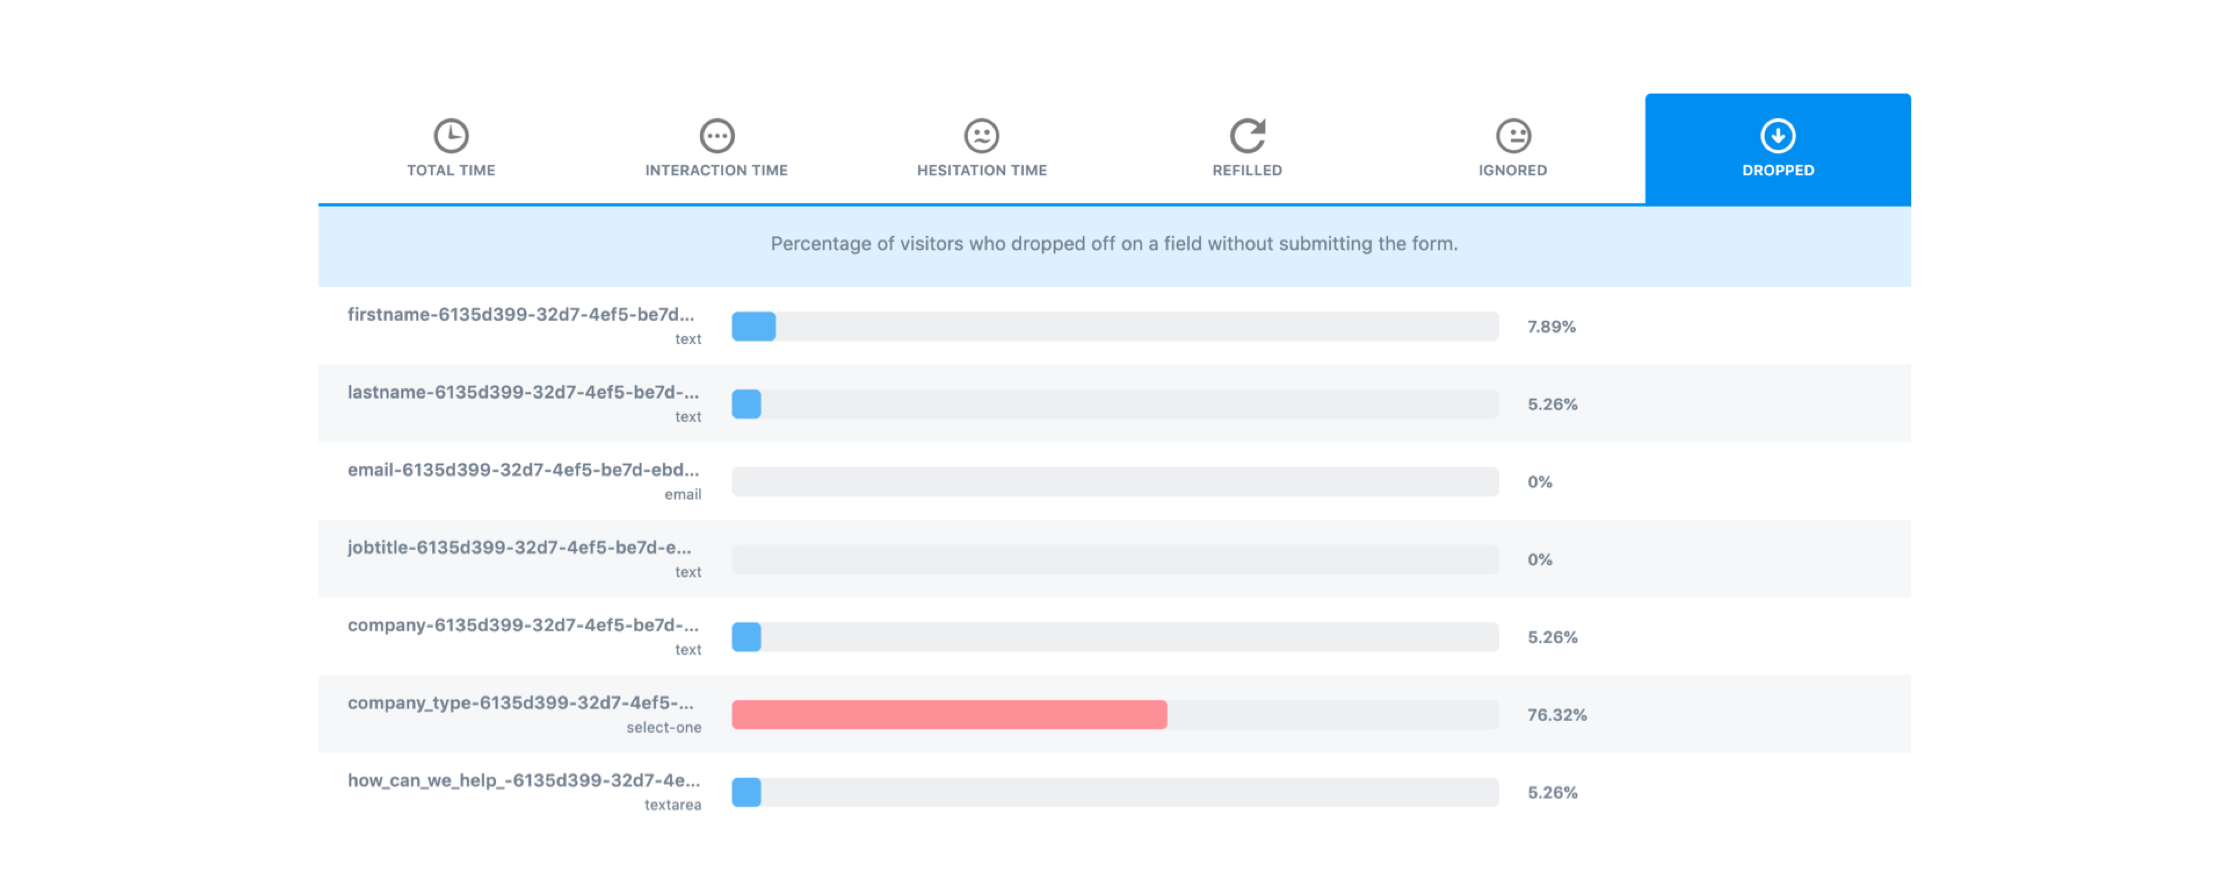 TOTAL TIME INTERACTION TIME HESITATION TIME REFILLED IGNORED DROPPED
Percentage of visitors who dropped off on a field without submitting the form.
firstname-6135d399-32d7-4ef5-be7d...
text
7.89%
lastname-6135d399-32d7-4ef5-be7d-...
text
5.26%
email-6135d399-32d7-4ef5-be7d-ebd...
email
0%
jobtitle-6135d399-32d7-4ef5-be7d-e...
text
0%
company-6135d399-32d7-4ef5-be7d-...
text
5.26%
company_type-6135d399-32d7-4ef5-...
select-one
76.32%
how_can_we_help_-6135d399-32d7-4e...
textarea
5.26%